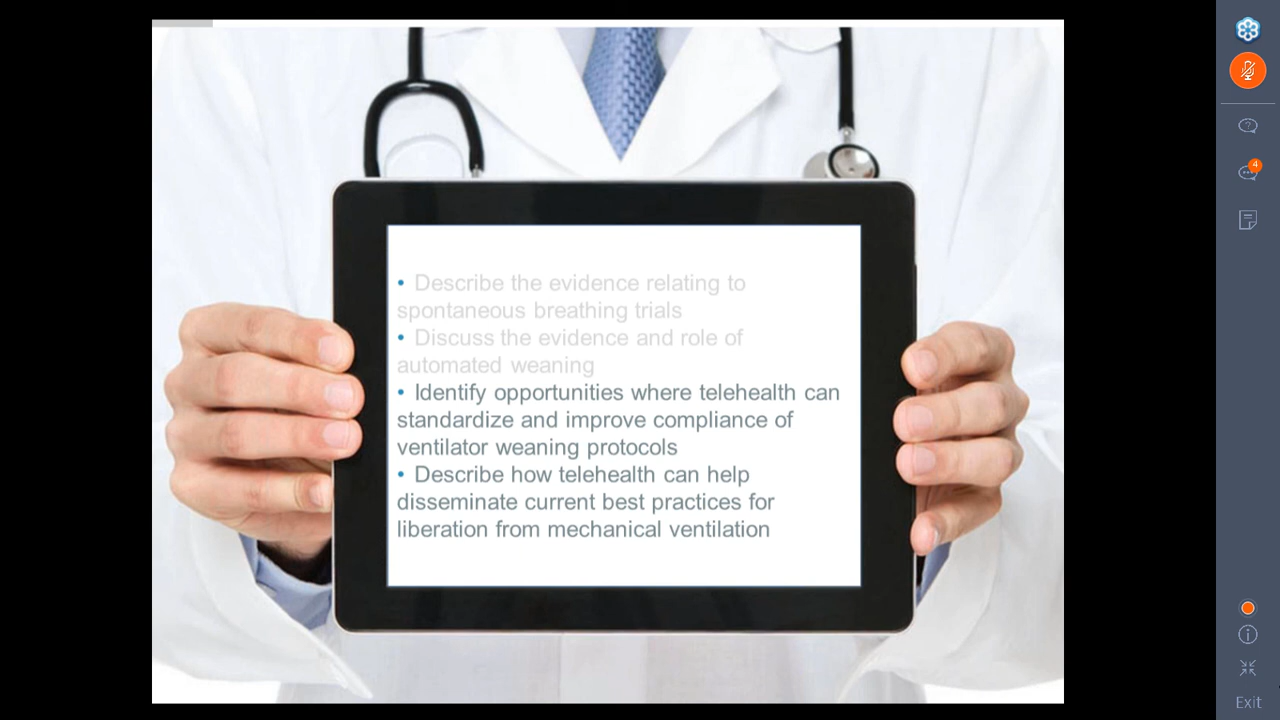 • Describe the evidence relating to
spontaneous breathing trials
• Discuss the evidence and role of
automated weaning
• Identify opportunities where telehealth can
standardize and improve compliance of
ventilator weaning protocols
• Describe how telehealth can help
disseminate current best practices for
liberation from mechanical ventilation
4
Exit